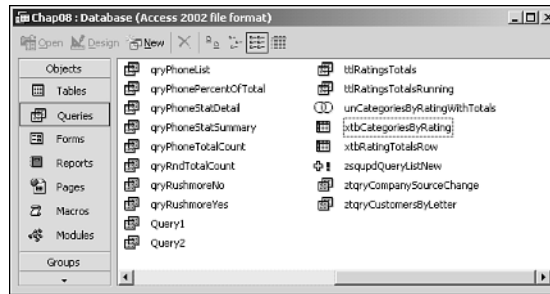 Chap08 : Database (Access 2002 file format)
Open Design New
Objects
Tables
Queries
Forms
Reports
Pages
Macros
Modules
Groups
qryPhoneList
qryPhonePercentOfTotal
qryPhoneStatDetail
qryPhoneStatSummary
qryPhoneTotalCount
qryRndTotalCount
qryRushmoreNo
qryRushmoreYes
Query1
Query2
ttlRatingsTotals
ttlRatingsTotalsRunning
unCategoriesByRatingWithTotals
xtbCategoriesByRating
xtbRatingTotalsRow
zsqupdQueryListNew
ztqryCompanySourceChange
ztqryCustomersByLetter